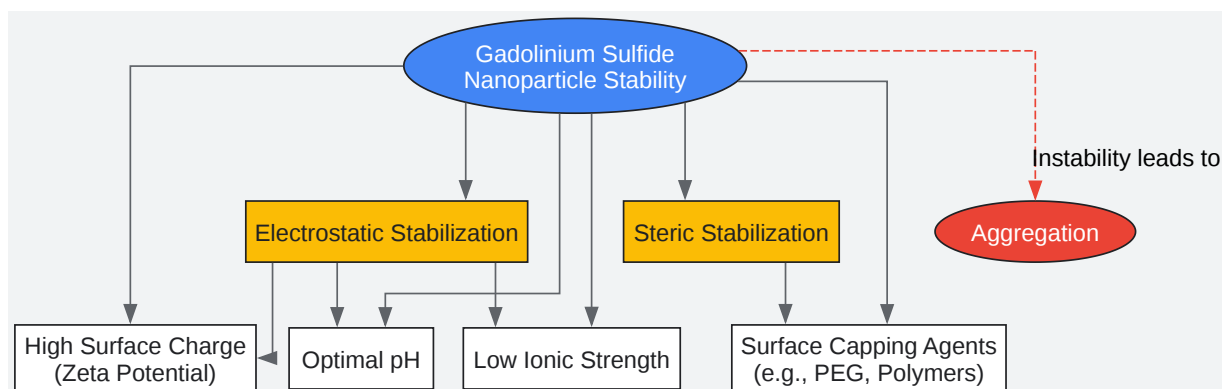 Gadolinium Sulfide
Nanoparticle Stability
Instability leads to
Electrostatic Stabilization
Steric Stabilization
Aggregation
High Surface Charge
(Zeta Potential)
Optimal pH
Low Ionic Strength
Surface Capping Agents
(e.g., PEG, Polymers)